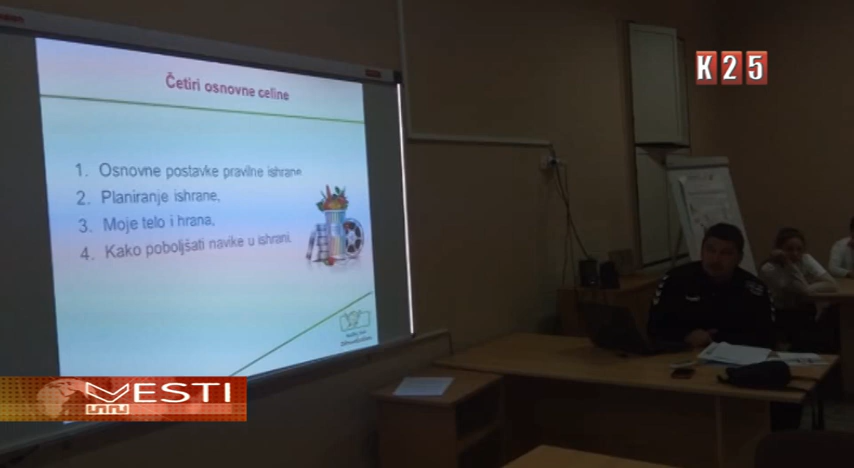 K25
Četiri osnovne celine
1. Osnovne postavke pravilne ishrane
2. Planiranje ishrane,
3. Moje telo i hrana,
4. Kako poboljšati navike u ishrani.
VESTI